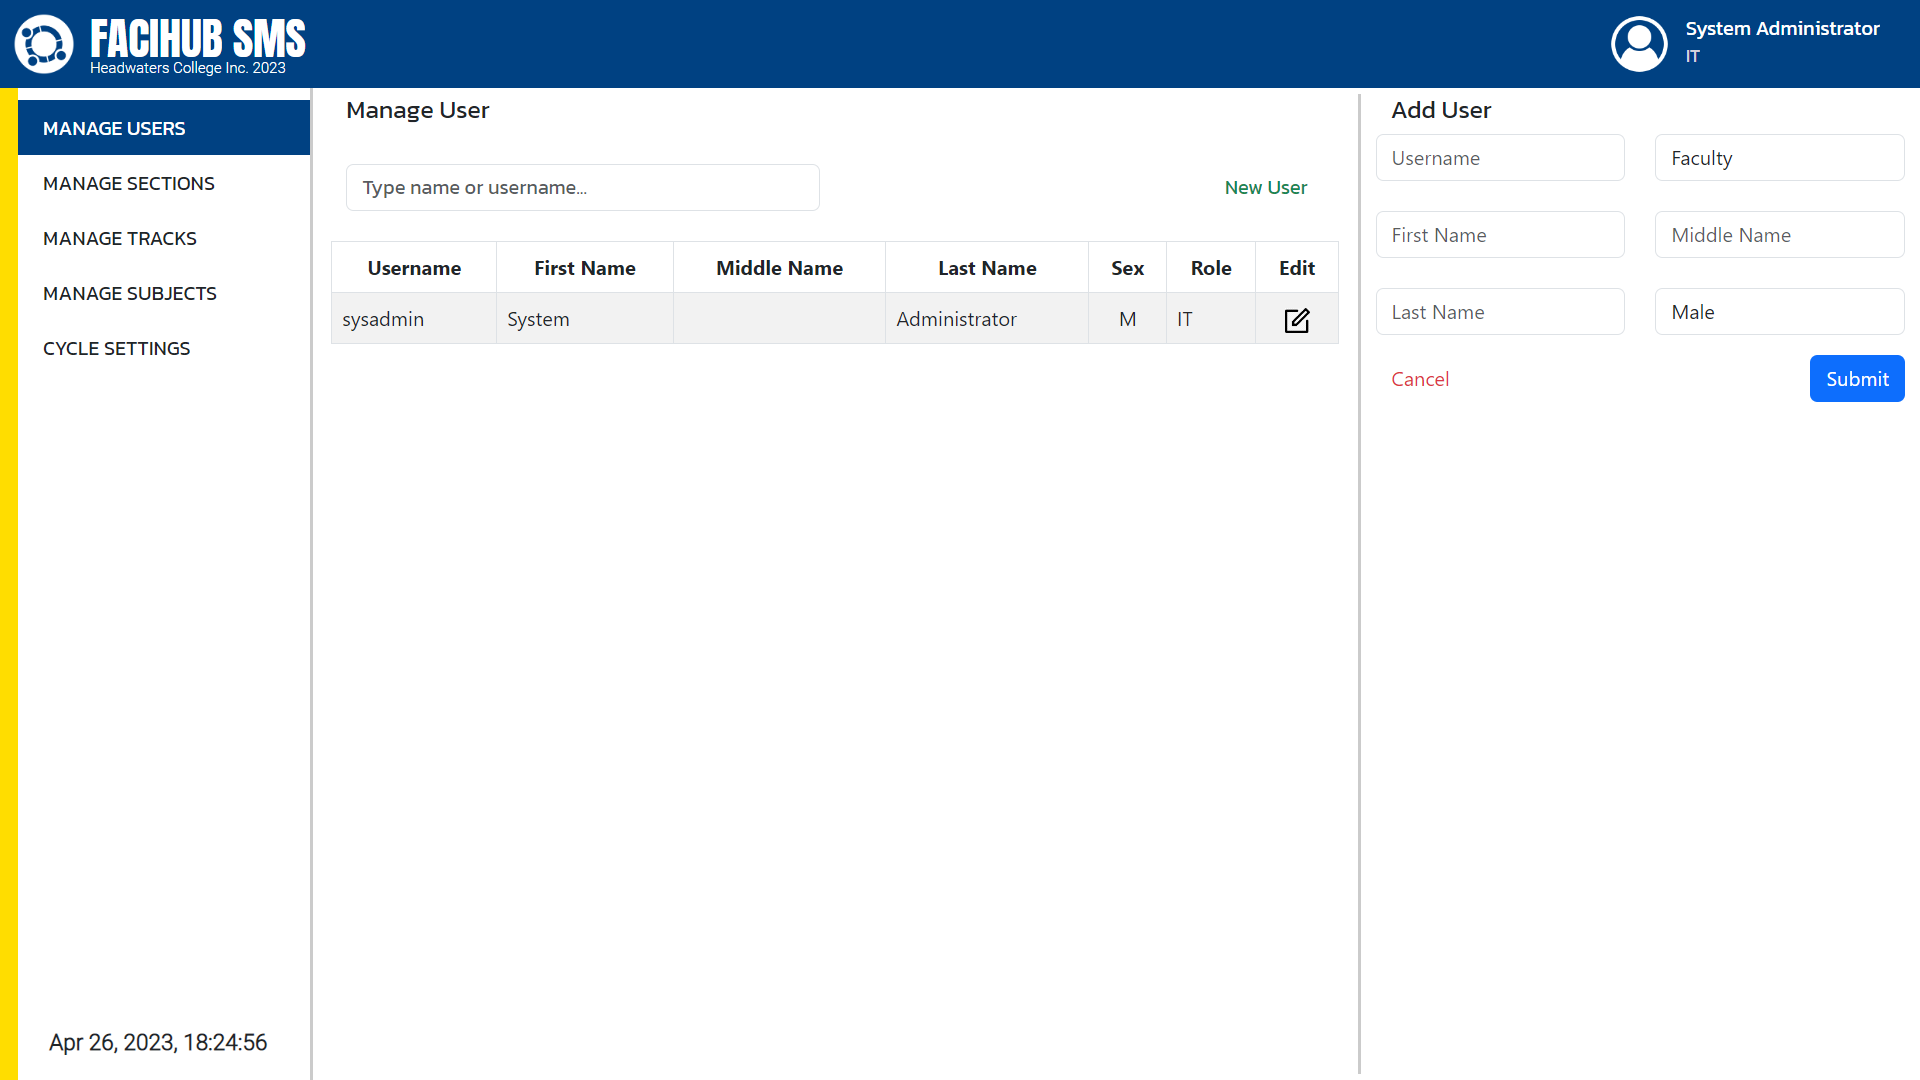 FACIHUB SMS
Headwaters College Inc. 2023
System Administrator
IT
MANAGE USERS
MANAGE SECTIONS
MANAGE TRACKS
MANAGE SUBJECTS
CYCLE SETTINGS
Apr 26, 2023, 18:24:56
Manage User
Type name or username...
New User
Username First Name Middle Name Last Name Sex Role Edit
sysadmin System Administrator M IT
Add User
Username Faculty
First Name Middle Name
Last Name Male
Cancel Submit